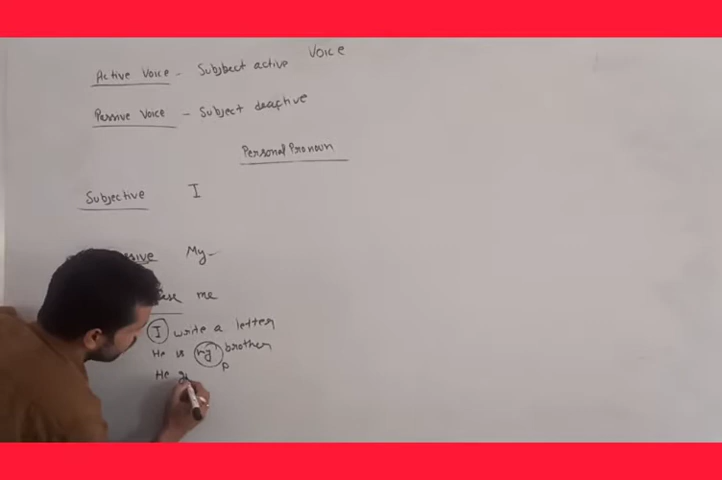 Voice
Active Voice - Subject active
Passive Voice - Subject deactive
Personal Pronoun
Subjective I
My-
me
I write a letter
He is my brother
P
He